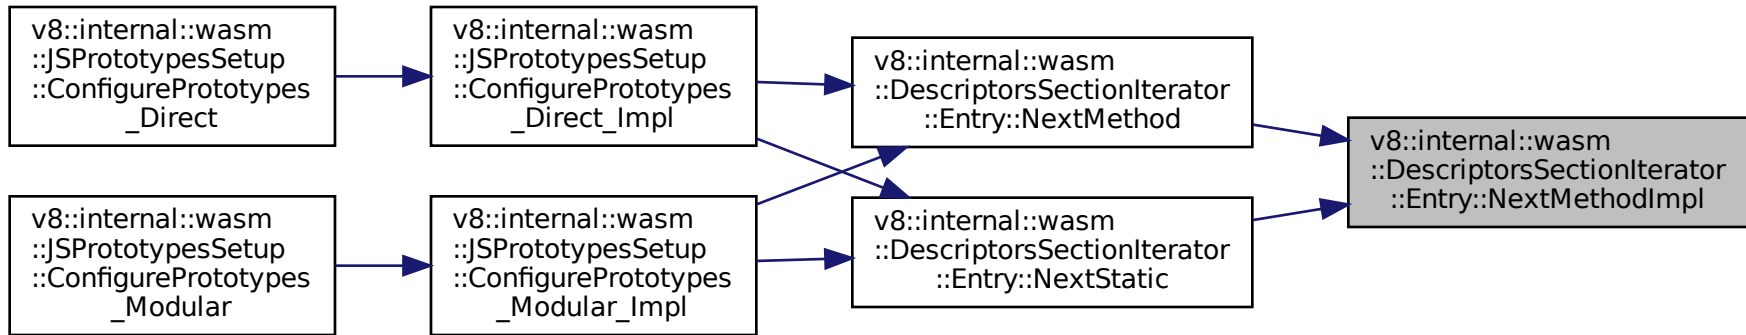 v8::internal::wasm
::JSPrototypesSetup
::ConfigurePrototypes
_Direct
v8::internal::wasm
::JSPrototypesSetup
::ConfigurePrototypes
_Direct_Impl
v8::internal::wasm
::DescriptorsSectionIterator
::Entry::NextMethod
v8::internal::wasm
::DescriptorsSectionIterator
::Entry::NextMethodImpl
v8::internal::wasm
::JSPrototypesSetup
::ConfigurePrototypes
_Modular
v8::internal::wasm
::JSPrototypesSetup
::ConfigurePrototypes
_Modular_Impl
v8::internal::wasm
::DescriptorsSectionIterator
::Entry::NextStatic